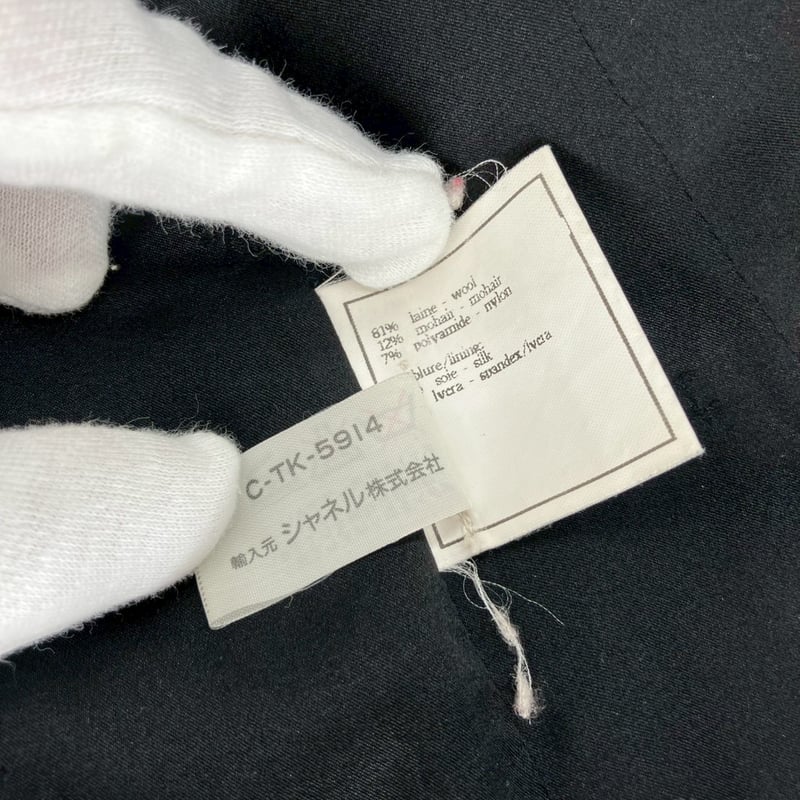 81% laine - wool
12% mohair - mohair
7% polyamide - nylon
blure/lining:
soie - silk
lycra - spandex/lycra
C-TK-5914
輸入元 シャネル株式会社